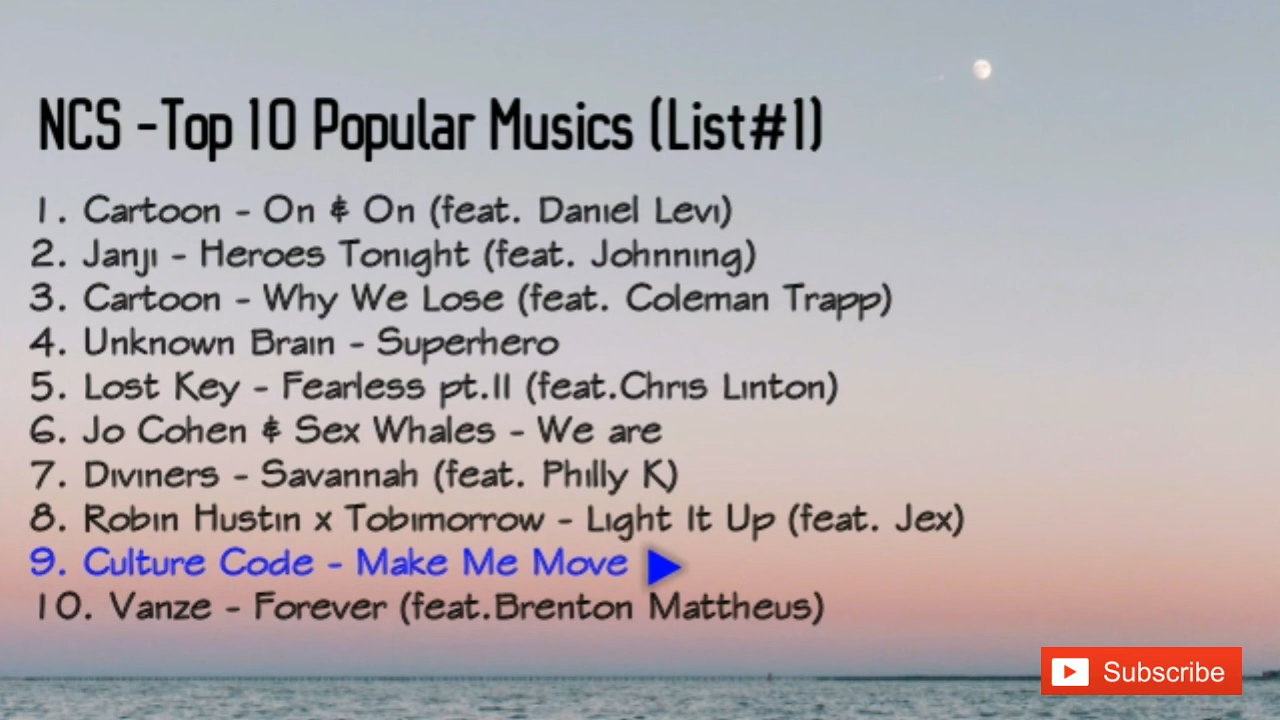 NCS -Top 10 Popular Musics (List#1)
1. Cartoon - On & On (feat. Daniel Levi)
2. Janji - Heroes Tonight (feat. Johnning)
3. Cartoon - Why We Lose (feat. Coleman Trapp)
4. Unknown Brain - Superhero
5. Lost Key - Fearless pt.II (feat.Chris Linton)
6. Jo Cohen & Sex Whales - We are
7. Diviners - Savannah (feat. Philly K)
8. Robin Hustin x Tobimorrow - Light It Up (feat. Jex)
9. Culture Code - Make Me Move
10. Vanze - Forever (feat.Brenton Mattheus)
Subscribe